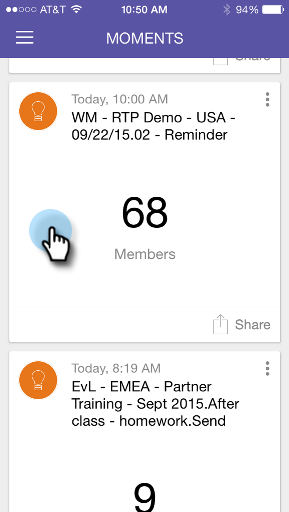 AT&T 10:50 AM 94%
MOMENTS
Share
Today, 10:00 AM
WM - RTP Demo - USA -
09/22/15.02 - Reminder
68
Members
Share
Today, 8:19 AM
EvL - EMEA - Partner
Training - Sept 2015.After
class - homework.Send
9